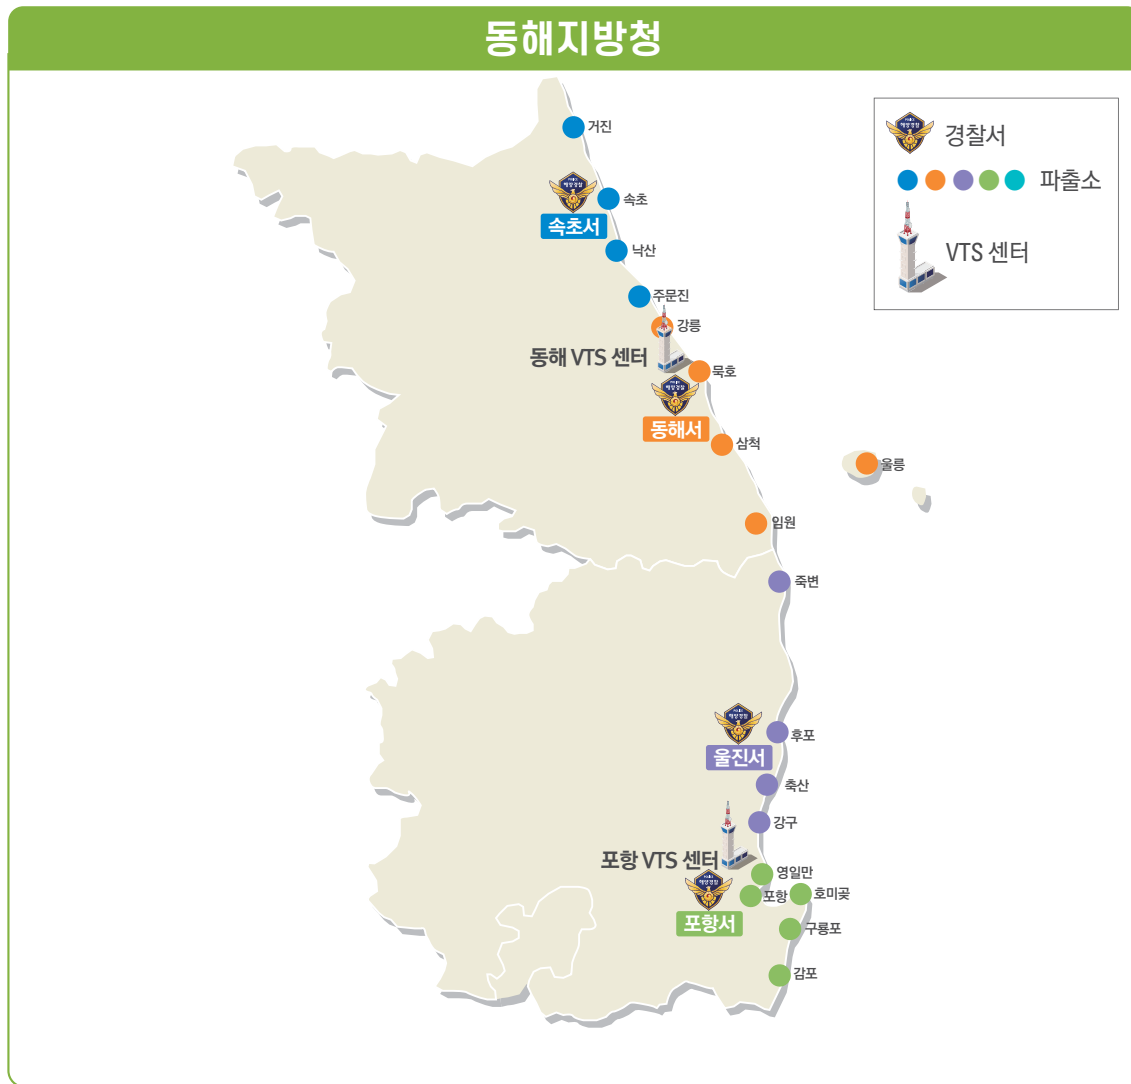 동해지방청
경찰서
파출소
VTS 센터
거진
속초
속초서
낙산
주문진
강릉
동해 VTS 센터
묵호
동해서
삼척
울릉
임원
죽변
후포
울진서
축산
강구
포항 VTS 센터
영일만
포항
호미곶
포항서
구룡포
감포